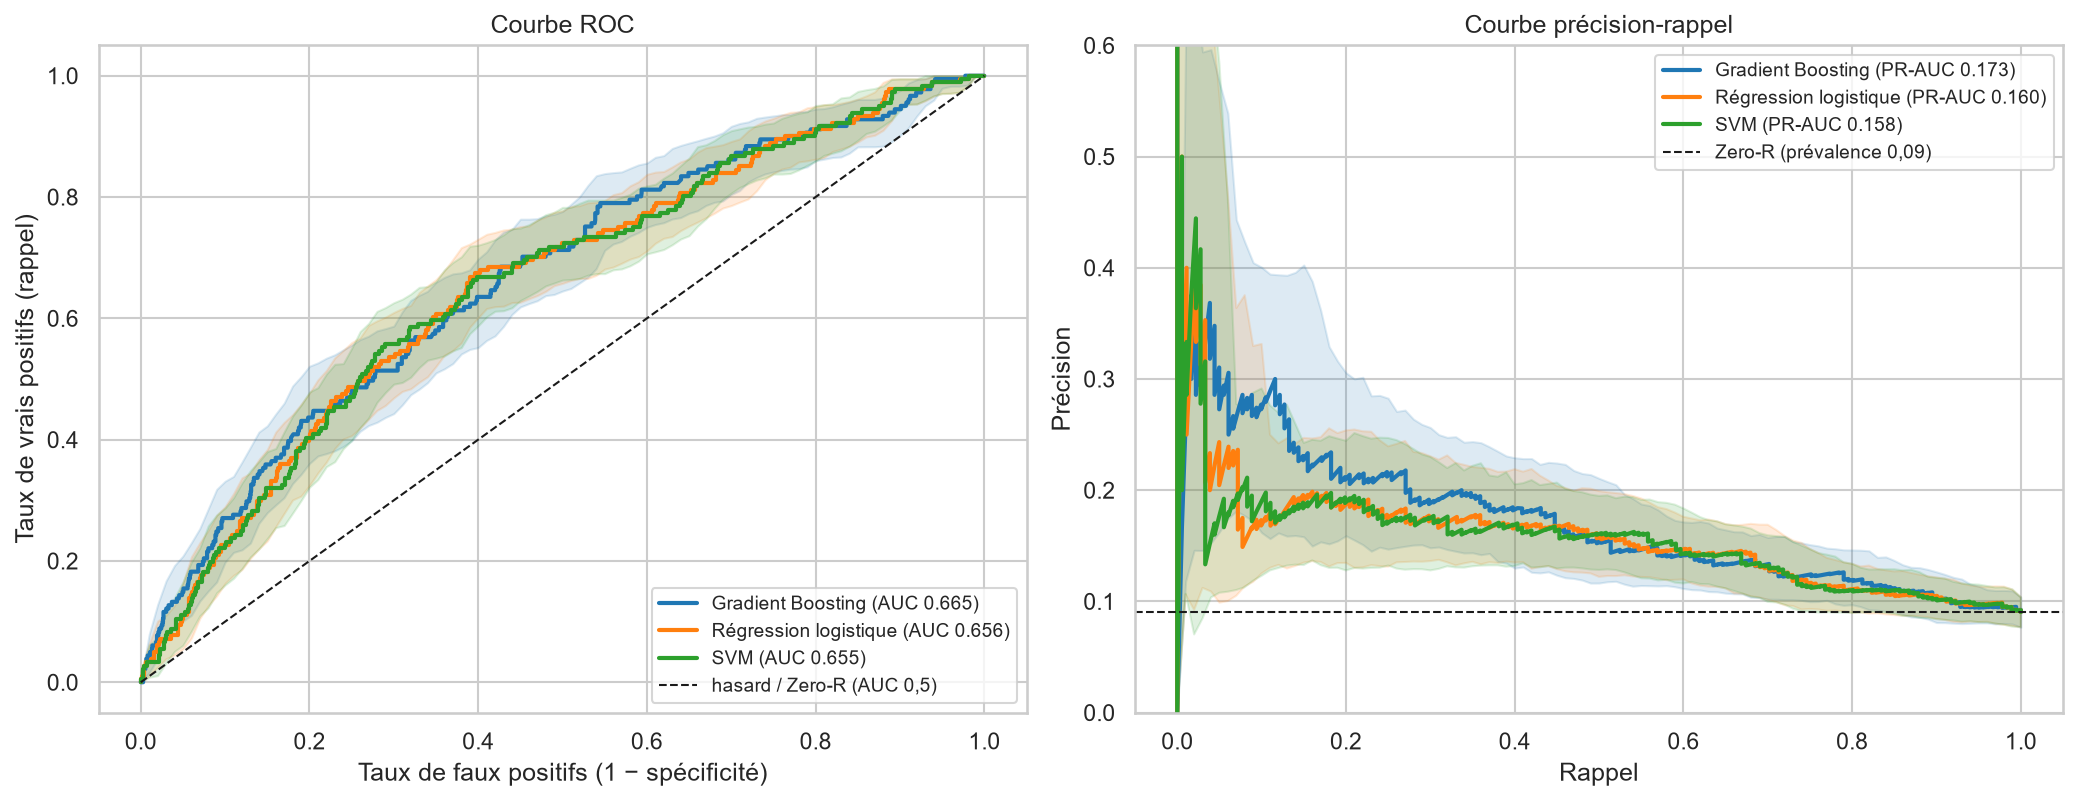 Courbe ROC
Taux de vrais positifs (rappel)
1.0
0.8
0.6
0.4
0.2
0.0
Gradient Boosting (AUC 0.665)
Régression logistique (AUC 0.656)
SVM (AUC 0.655)
hasard / Zero-R (AUC 0,5)
0.0 0.2 0.4 0.6 0.8 1.0
Taux de faux positifs (1 − spécificité)
Courbe précision-rappel
Précision
0.6
0.5
0.4
0.3
0.2
0.1
0.0
Gradient Boosting (PR-AUC 0.173)
Régression logistique (PR-AUC 0.160)
SVM (PR-AUC 0.158)
Zero-R (prévalence 0,09)
0.0 0.2 0.4 0.6 0.8 1.0
Rappel